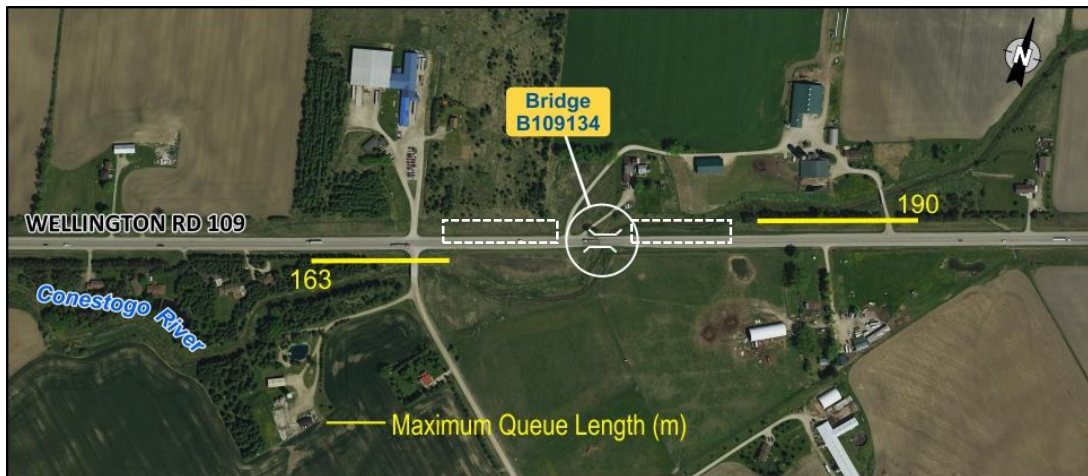 Bridge
B109134
N
WELLINGTON RD 109
190
163
Conestogo River
Maximum Queue Length (m)